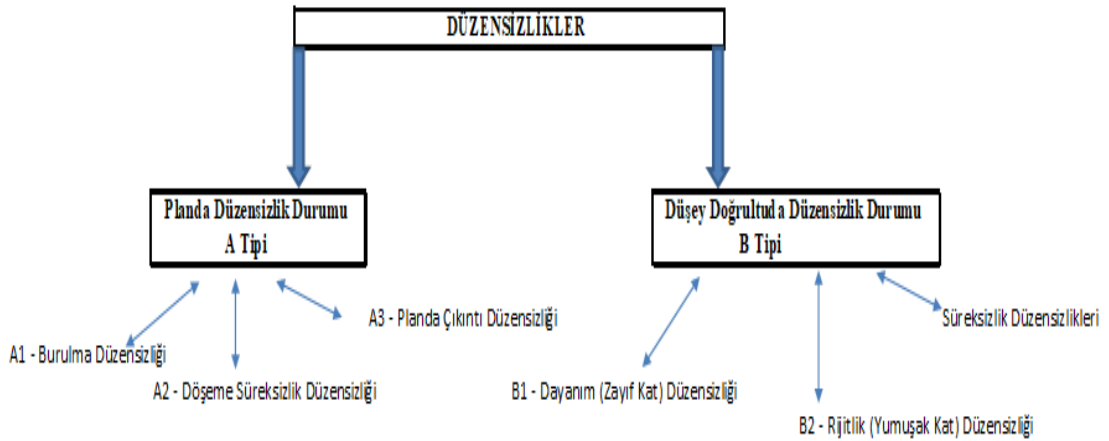 DÜZENSİZLİKLER
Planda Düzensizlik Durumu
A Tipi
Düşey Doğrultuda Düzensizlik Durumu
B Tipi
A1 - Burulma Düzensizliği
A2 - Döşeme Süreksizlik Düzensizliği
A3 - Planda Çıkıntı Düzensizliği
B1 - Dayanım (Zayıf Kat) Düzensizliği
B2 - Rijitlik (Yumuşak Kat) Düzensizliği
Süreksizlik Düzensizlikleri